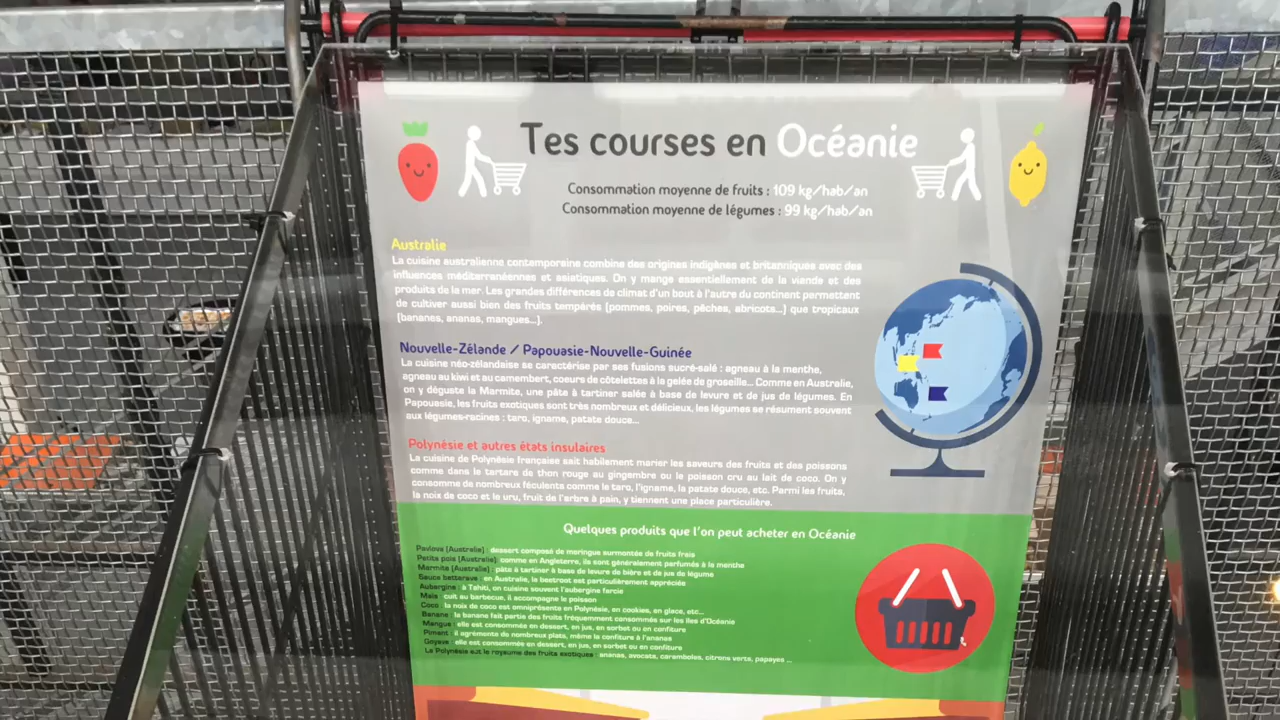 Tes courses en Océanie
Consommation moyenne de fruits : 109 kg/hab/an
Consommation moyenne de légumes : 99 kg/hab/an
Australie
La cuisine australienne contemporaine combine des origines indigènes et britanniques avec des
influences méditerranéennes et asiatiques. On y mange essentiellement de la viande et des
produits de la mer. Les grandes différences de climat d'un bout à l'autre du continent permettent
de cultiver aussi bien des fruits tempérés (pommes, poires, pêches, abricots...) que tropicaux
(bananes, ananas, mangues...).
Nouvelle-Zélande / Papouasie-Nouvelle-Guinée
La cuisine néo-zélandaise se caractérise par ses fusions sucré-salé : agneau à la menthe,
agneau au kiwi et au camembert, coeurs de côtelettes à la gelée de groseille... Comme en Australie,
on y déguste la Marmite, une pâte à tartiner salée à base de levure et de jus de légumes. En
Papouasie, les fruits exotiques sont très nombreux et délicieux, les légumes se résument souvent
aux légumes-racines : taro, igname, patate douce...
Polynésie et autres états insulaires
La cuisine de Polynésie française sait habilement marier les saveurs des fruits et des poissons
comme dans le tartare de thon rouge au gingembre ou le poisson cru au lait de coco. On y
consomme de nombreux féculents comme le taro, l'igname, la patate douce, etc. Parmi les fruits,
la noix de coco et le uru, fruit de l'arbre à pain, y tiennent une place particulière.
Quelques produits que l'on peut acheter en Océanie
Pavlova (Australie) : dessert composé de meringue surmontée de fruits frais
Petits pois (Australie) : comme en Angleterre, ils sont généralement parfumés à la menthe
Marmite (Australie) : pâte à tartiner à base de levure de bière et de jus de légume
Sauce betterave : en Australie, la beetroot est particulièrement appréciée
Aubergine : à Tahiti, on cuisine souvent l'aubergine farcie
Maïs : cuit au barbecue, il accompagne le poisson
Coco : la noix de coco est omniprésente en Polynésie, en cookies, en glace, etc...
Banane : la banane fait partie des fruits fréquemment consommés sur les îles d'Océanie
Mangue : elle est consommée en dessert, en jus, en sorbet ou en confiture
Piment : il agrémente de nombreux plats, même la confiture à l'ananas
Goyave : elle est consommée en dessert, en jus, en sorbet ou en confiture
La Polynésie est le royaume des fruits exotiques : ananas, avocats, caramboles, citrons verts, papayes ...